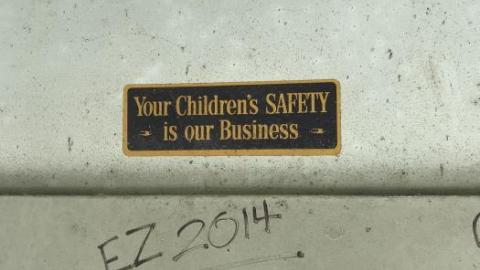 Your Children's SAFETY
is our Business
EZ 2014